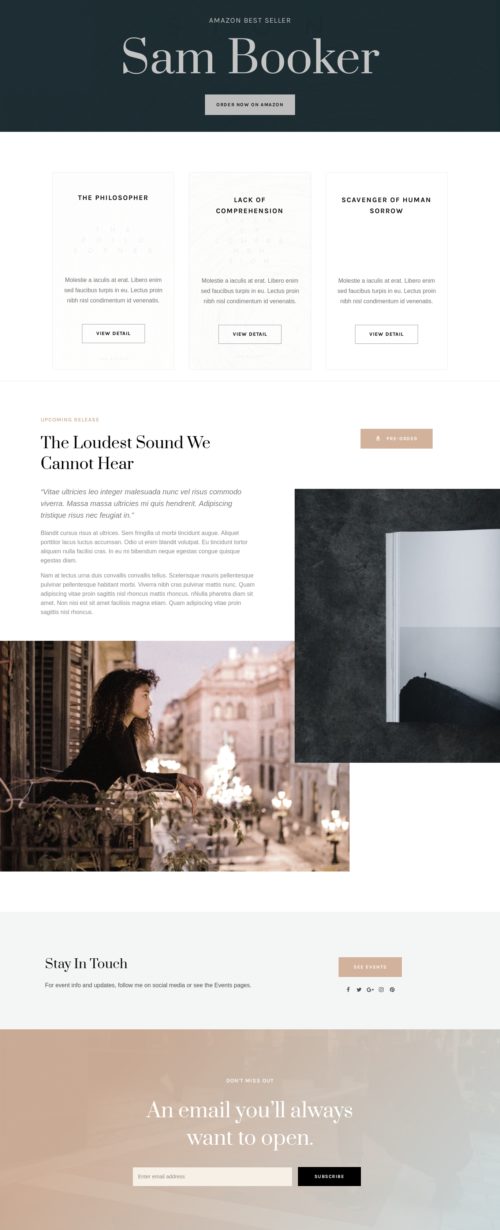 AMAZON BEST SELLER
Sam Booker
ORDER NOW ON AMAZON
THE PHILOSOPHER
Molestie a iaculis at erat. Libero enim
sed faucibus turpis in eu. Lectus proin
nibh nisl condimentum id venenatis.
VIEW DETAIL
LACK OF
COMPREHENSION
Molestie a iaculis at erat. Libero enim
sed faucibus turpis in eu. Lectus proin
nibh nisl condimentum id venenatis.
VIEW DETAIL
SCAVENGER OF HUMAN
SORROW
Molestie a iaculis at erat. Libero enim
sed faucibus turpis in eu. Lectus proin
nibh nisl condimentum id venenatis.
VIEW DETAIL
UPCOMING RELEASE
The Loudest Sound We
Cannot Hear
PRE-ORDER
"Vitae ultricies leo integer malesuada nunc vel risus commodo
viverra. Massa massa ultricies mi quis hendrerit. Adipiscing
tristique risus nec feugiat in."
Blandit cursus risus at ultrices. Sem fringilla ut morbi tincidunt augue. Aliquet
porttitor lacus luctus accumsan. Odio ut enim blandit volutpat. Eu tincidunt tortor
aliquam nulla facilisi cras. In eu mi bibendum neque egestas congue quisque
egestas diam.
Nam at lectus urna duis convallis convallis tellus. Scelerisque mauris pellentesque
pulvinar pellentesque habitant morbi. Viverra nibh cras pulvinar mattis nunc. Quam
adipiscing vitae proin sagittis nisl rhoncus mattis rhoncus. nNulla pharetra diam sit
amet. Non nisi est sit amet facilisis magna etiam. Quam adipiscing vitae proin
sagittis nisl rhoncus.
Stay In Touch
For event info and updates, follow me on social media or see the Events pages.
SEE EVENTS
DON'T MISS OUT
An email you'll always
want to open.
Enter email address
SUBSCRIBE